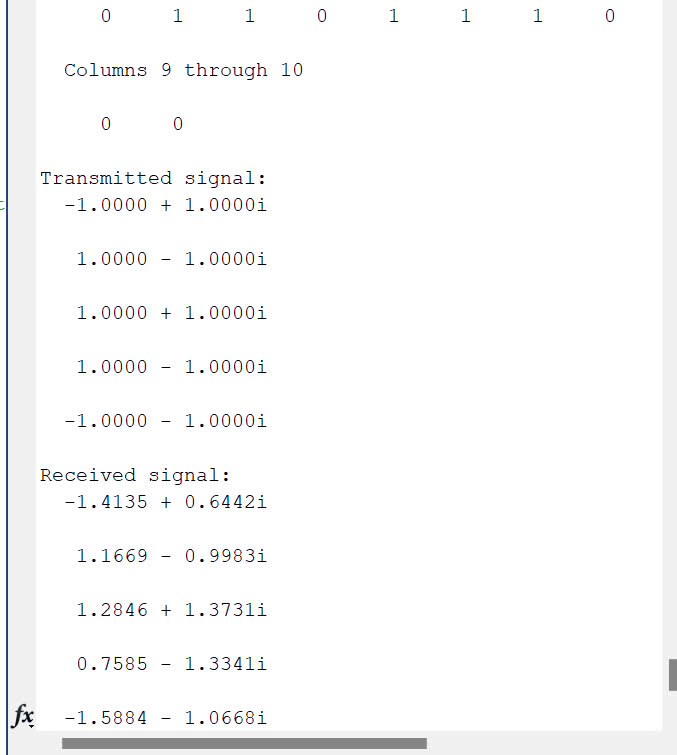 0 1 1 0 1 1 1 0
Columns 9 through 10
0 0
Transmitted signal:
-1.0000 + 1.0000i
1.0000 - 1.0000i
1.0000 + 1.0000i
1.0000 - 1.0000i
-1.0000 - 1.0000i
Received signal:
-1.4135 + 0.6442i
1.1669 - 0.9983i
1.2846 + 1.3731i
0.7585 - 1.3341i
fx -1.5884 - 1.0668i